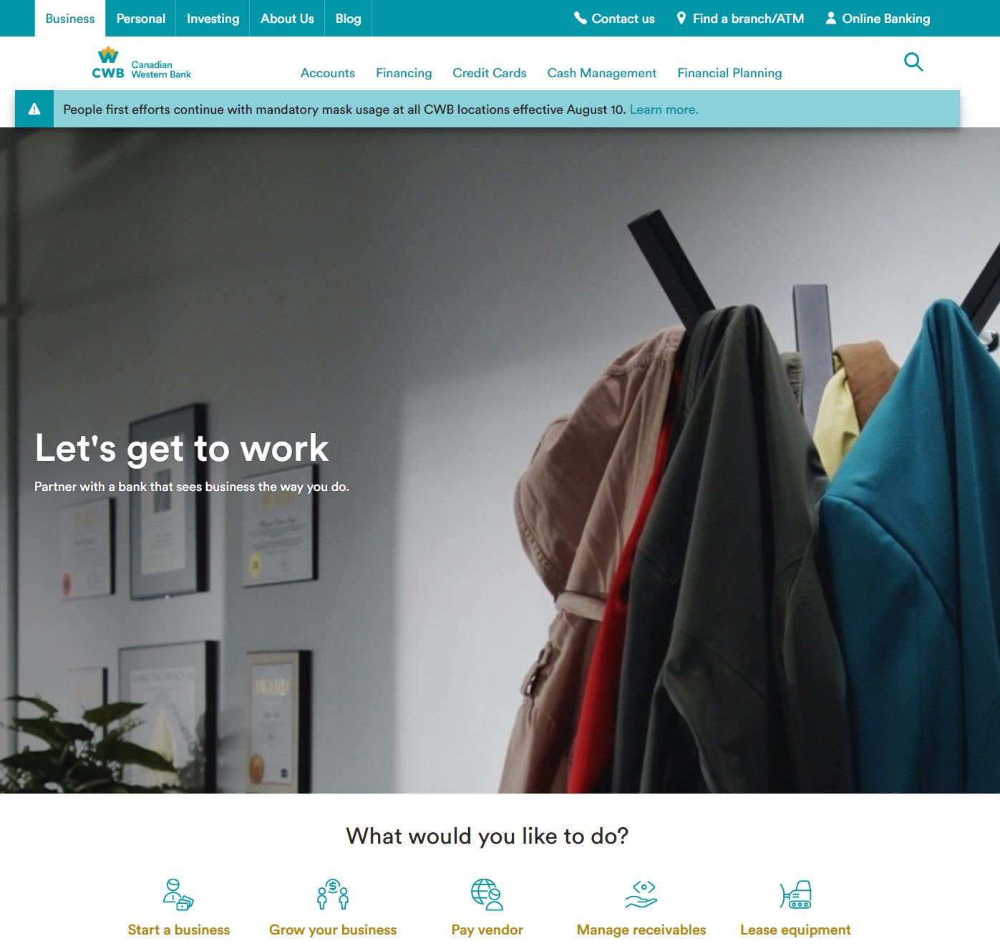 Business Personal Investing About Us Blog Contact us Find a branch/ATM Online Banking
CWB Canadian Western Bank
Accounts Financing Credit Cards Cash Management Financial Planning
People first efforts continue with mandatory mask usage at all CWB locations effective August 10. Learn more.
Let's get to work
Partner with a bank that sees business the way you do.
AWARD
What would you like to do?
Start a business Grow your business Pay vendor Manage receivables Lease equipment